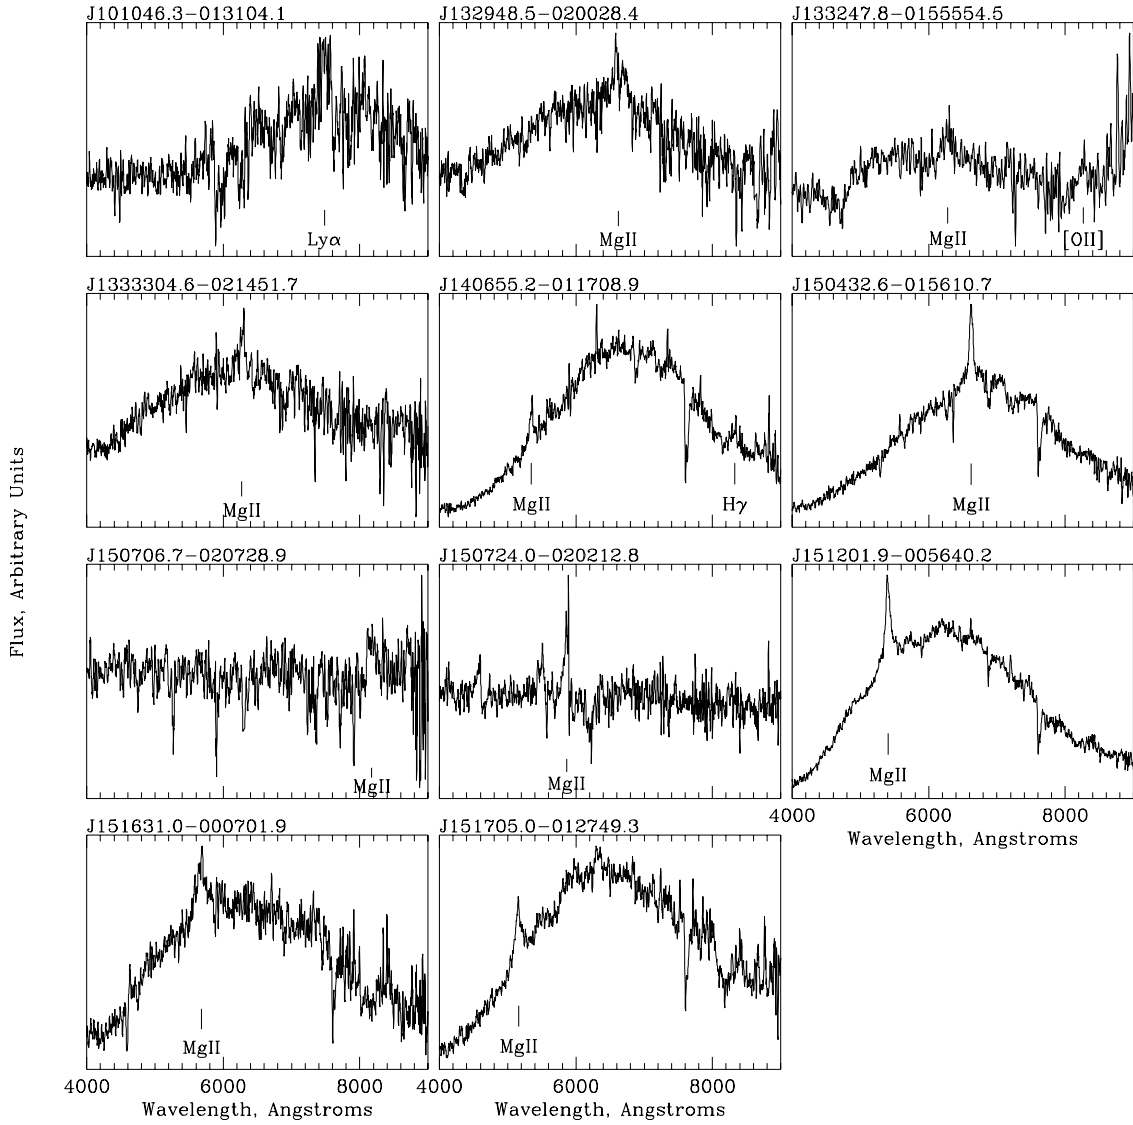 J101046.3−013104.1
J132948.5−020028.4
J133247.8−0155554.5
Lyα
MgII
MgII
[OII]
J1333304.6−021451.7
J140655.2−011708.9
J150432.6−015610.7
MgII
MgII
Hγ
MgII
Flux, Arbitrary Units
J150706.7−020728.9
J150724.0−020212.8
J151201.9−005640.2
MgII
MgII
MgII
4000 6000 8000
Wavelength, Angstroms
J151631.0−000701.9
J151705.0−012749.3
MgII
MgII
4000 6000 8000 4000 6000 8000
Wavelength, Angstroms
Wavelength, Angstroms